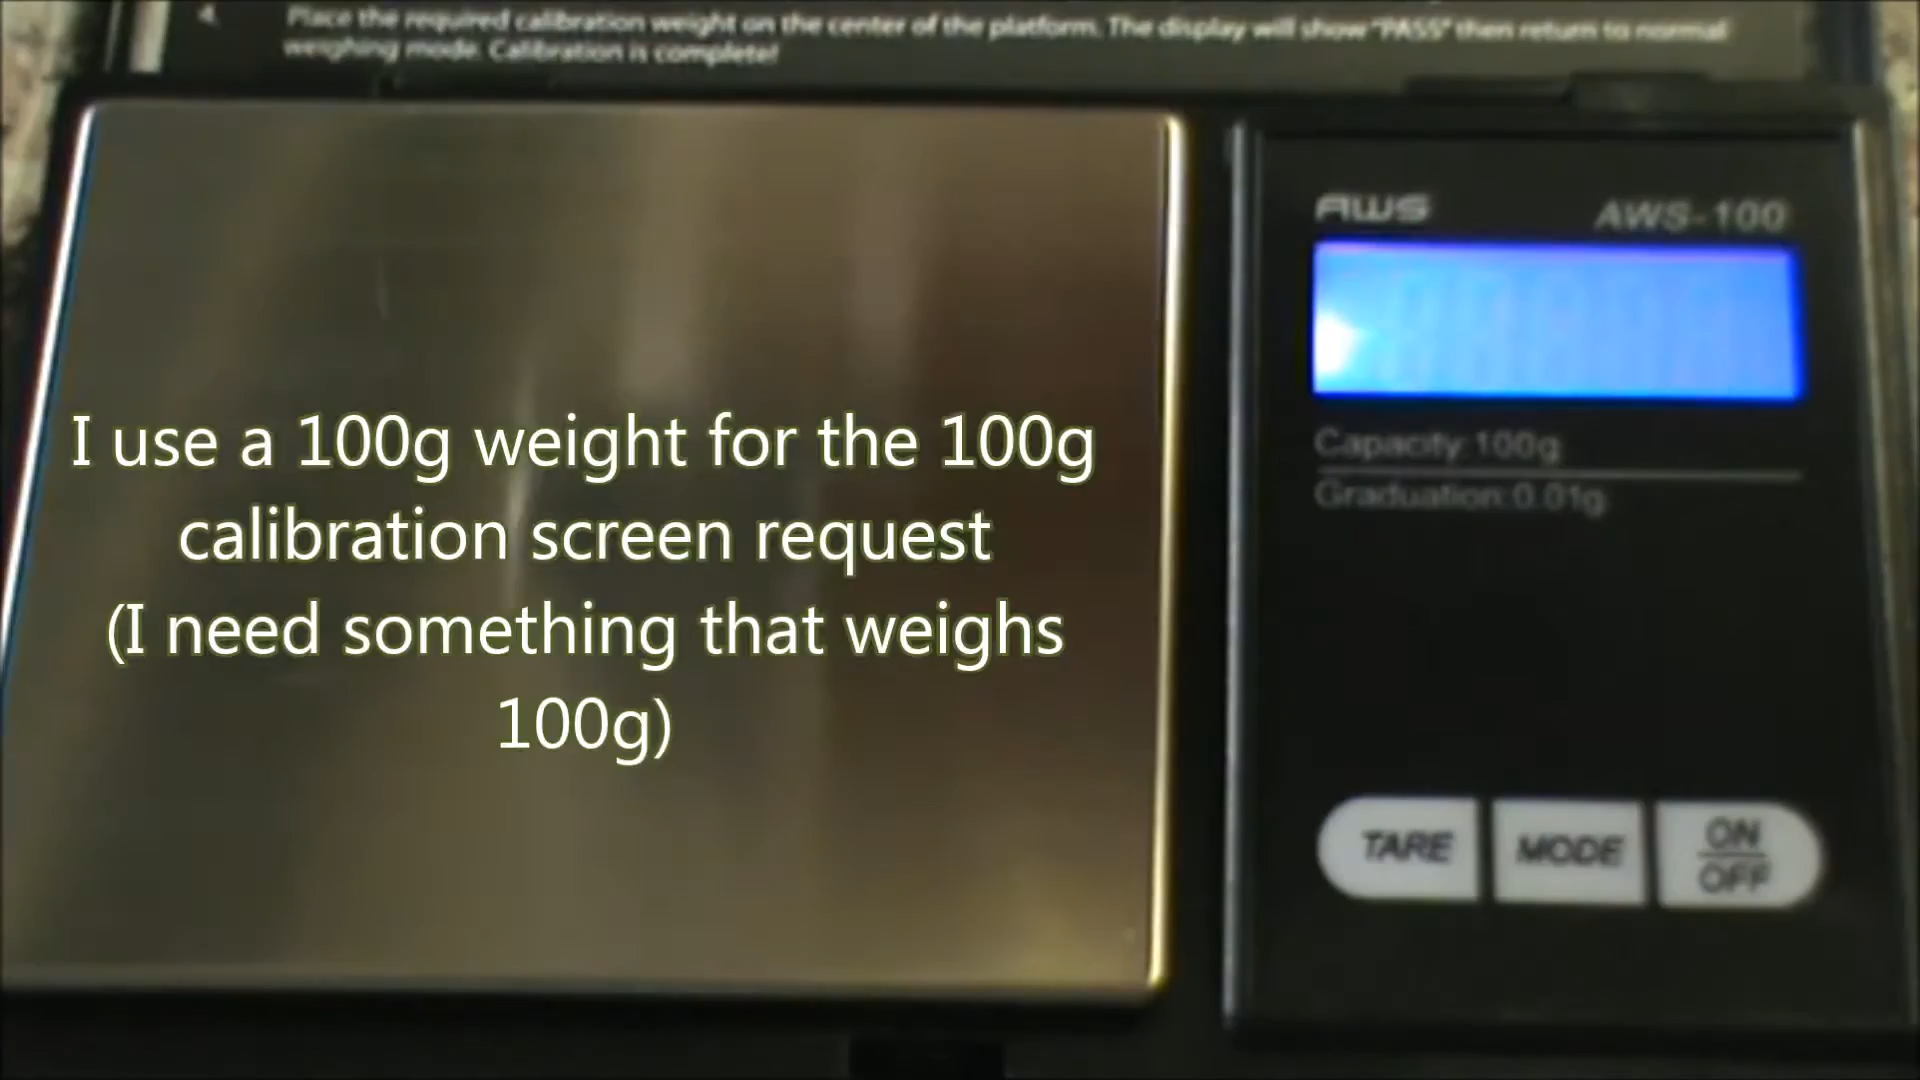 4. Place the required calibration weight on the center of the platform. The display will show "PASS" then return to normal
weighing mode. Calibration is complete!
AWS AWS-100
Capacity:100g
Graduation:0.01g
I use a 100g weight for the 100g
calibration screen request
(I need something that weighs
100g)
TARE MODE ON
OFF